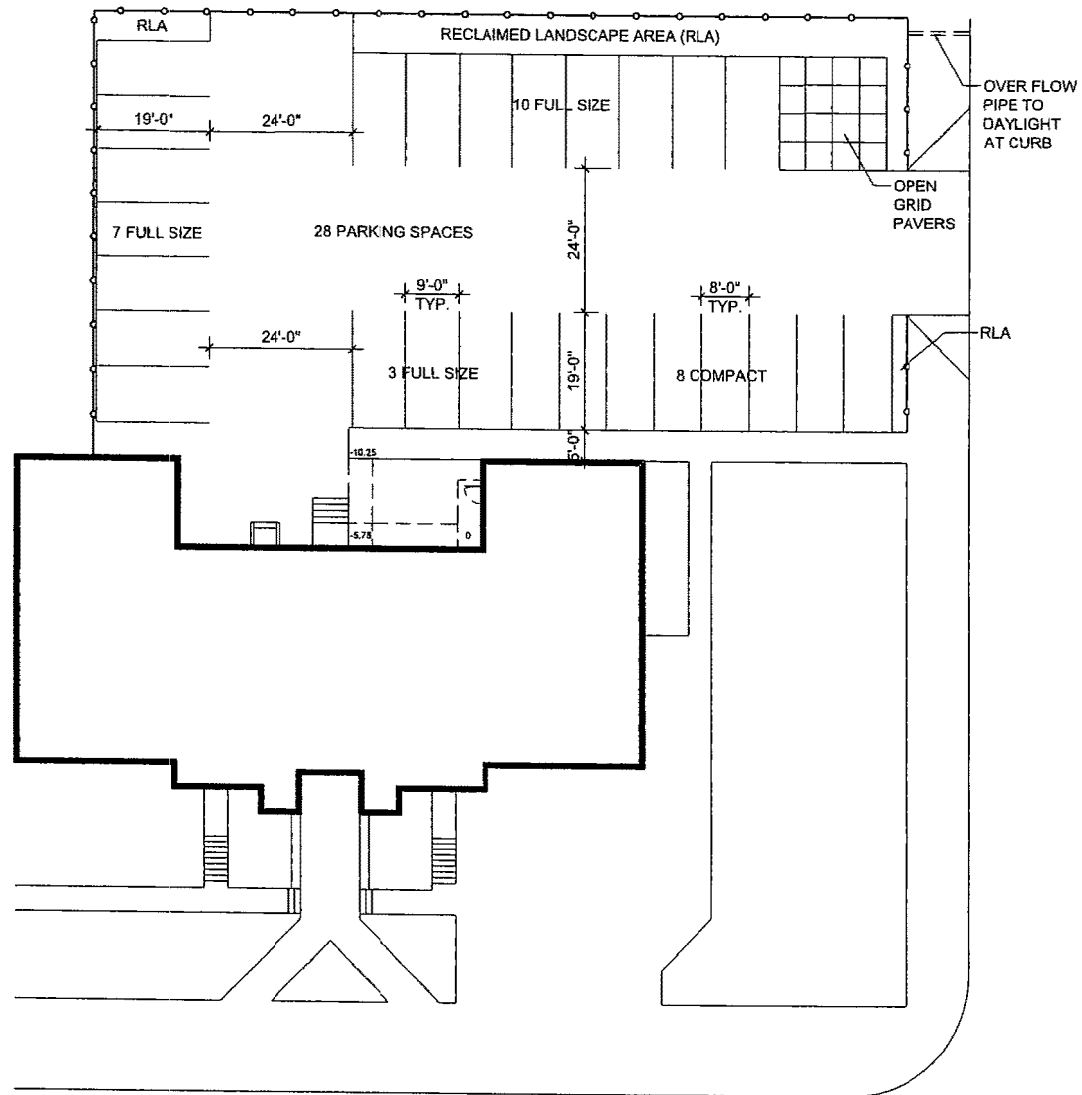 RLA
RECLAIMED LANDSCAPE AREA (RLA)
OVER FLOW
PIPE TO
DAYLIGHT
AT CURB
10 FULL SIZE
19'-0"
24'-0"
OPEN
GRID
PAVERS
7 FULL SIZE
28 PARKING SPACES
24'-0"
9'-0"
TYP.
8'-0"
TYP.
24'-0"
RLA
3 FULL SIZE
19'-0"
8 COMPACT
-10.25
-5.75
0